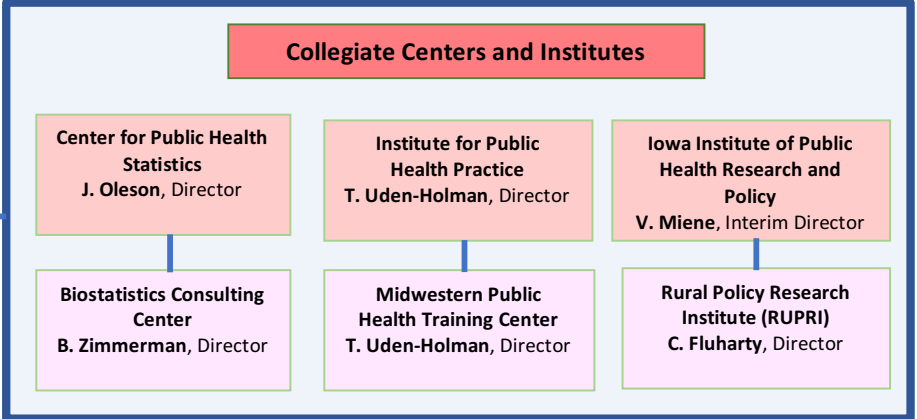 Collegiate Centers and Institutes
Center for Public Health
Statistics
J. Oleson, Director
Institute for Public
Health Practice
T. Uden-Holman, Director
Iowa Institute of Public
Health Research and
Policy
V. Miene, Interim Director
Biostatistics Consulting
Center
B. Zimmerman, Director
Midwestern Public
Health Training Center
T. Uden-Holman, Director
Rural Policy Research
Institute (RUPRI)
C. Fluharty, Director